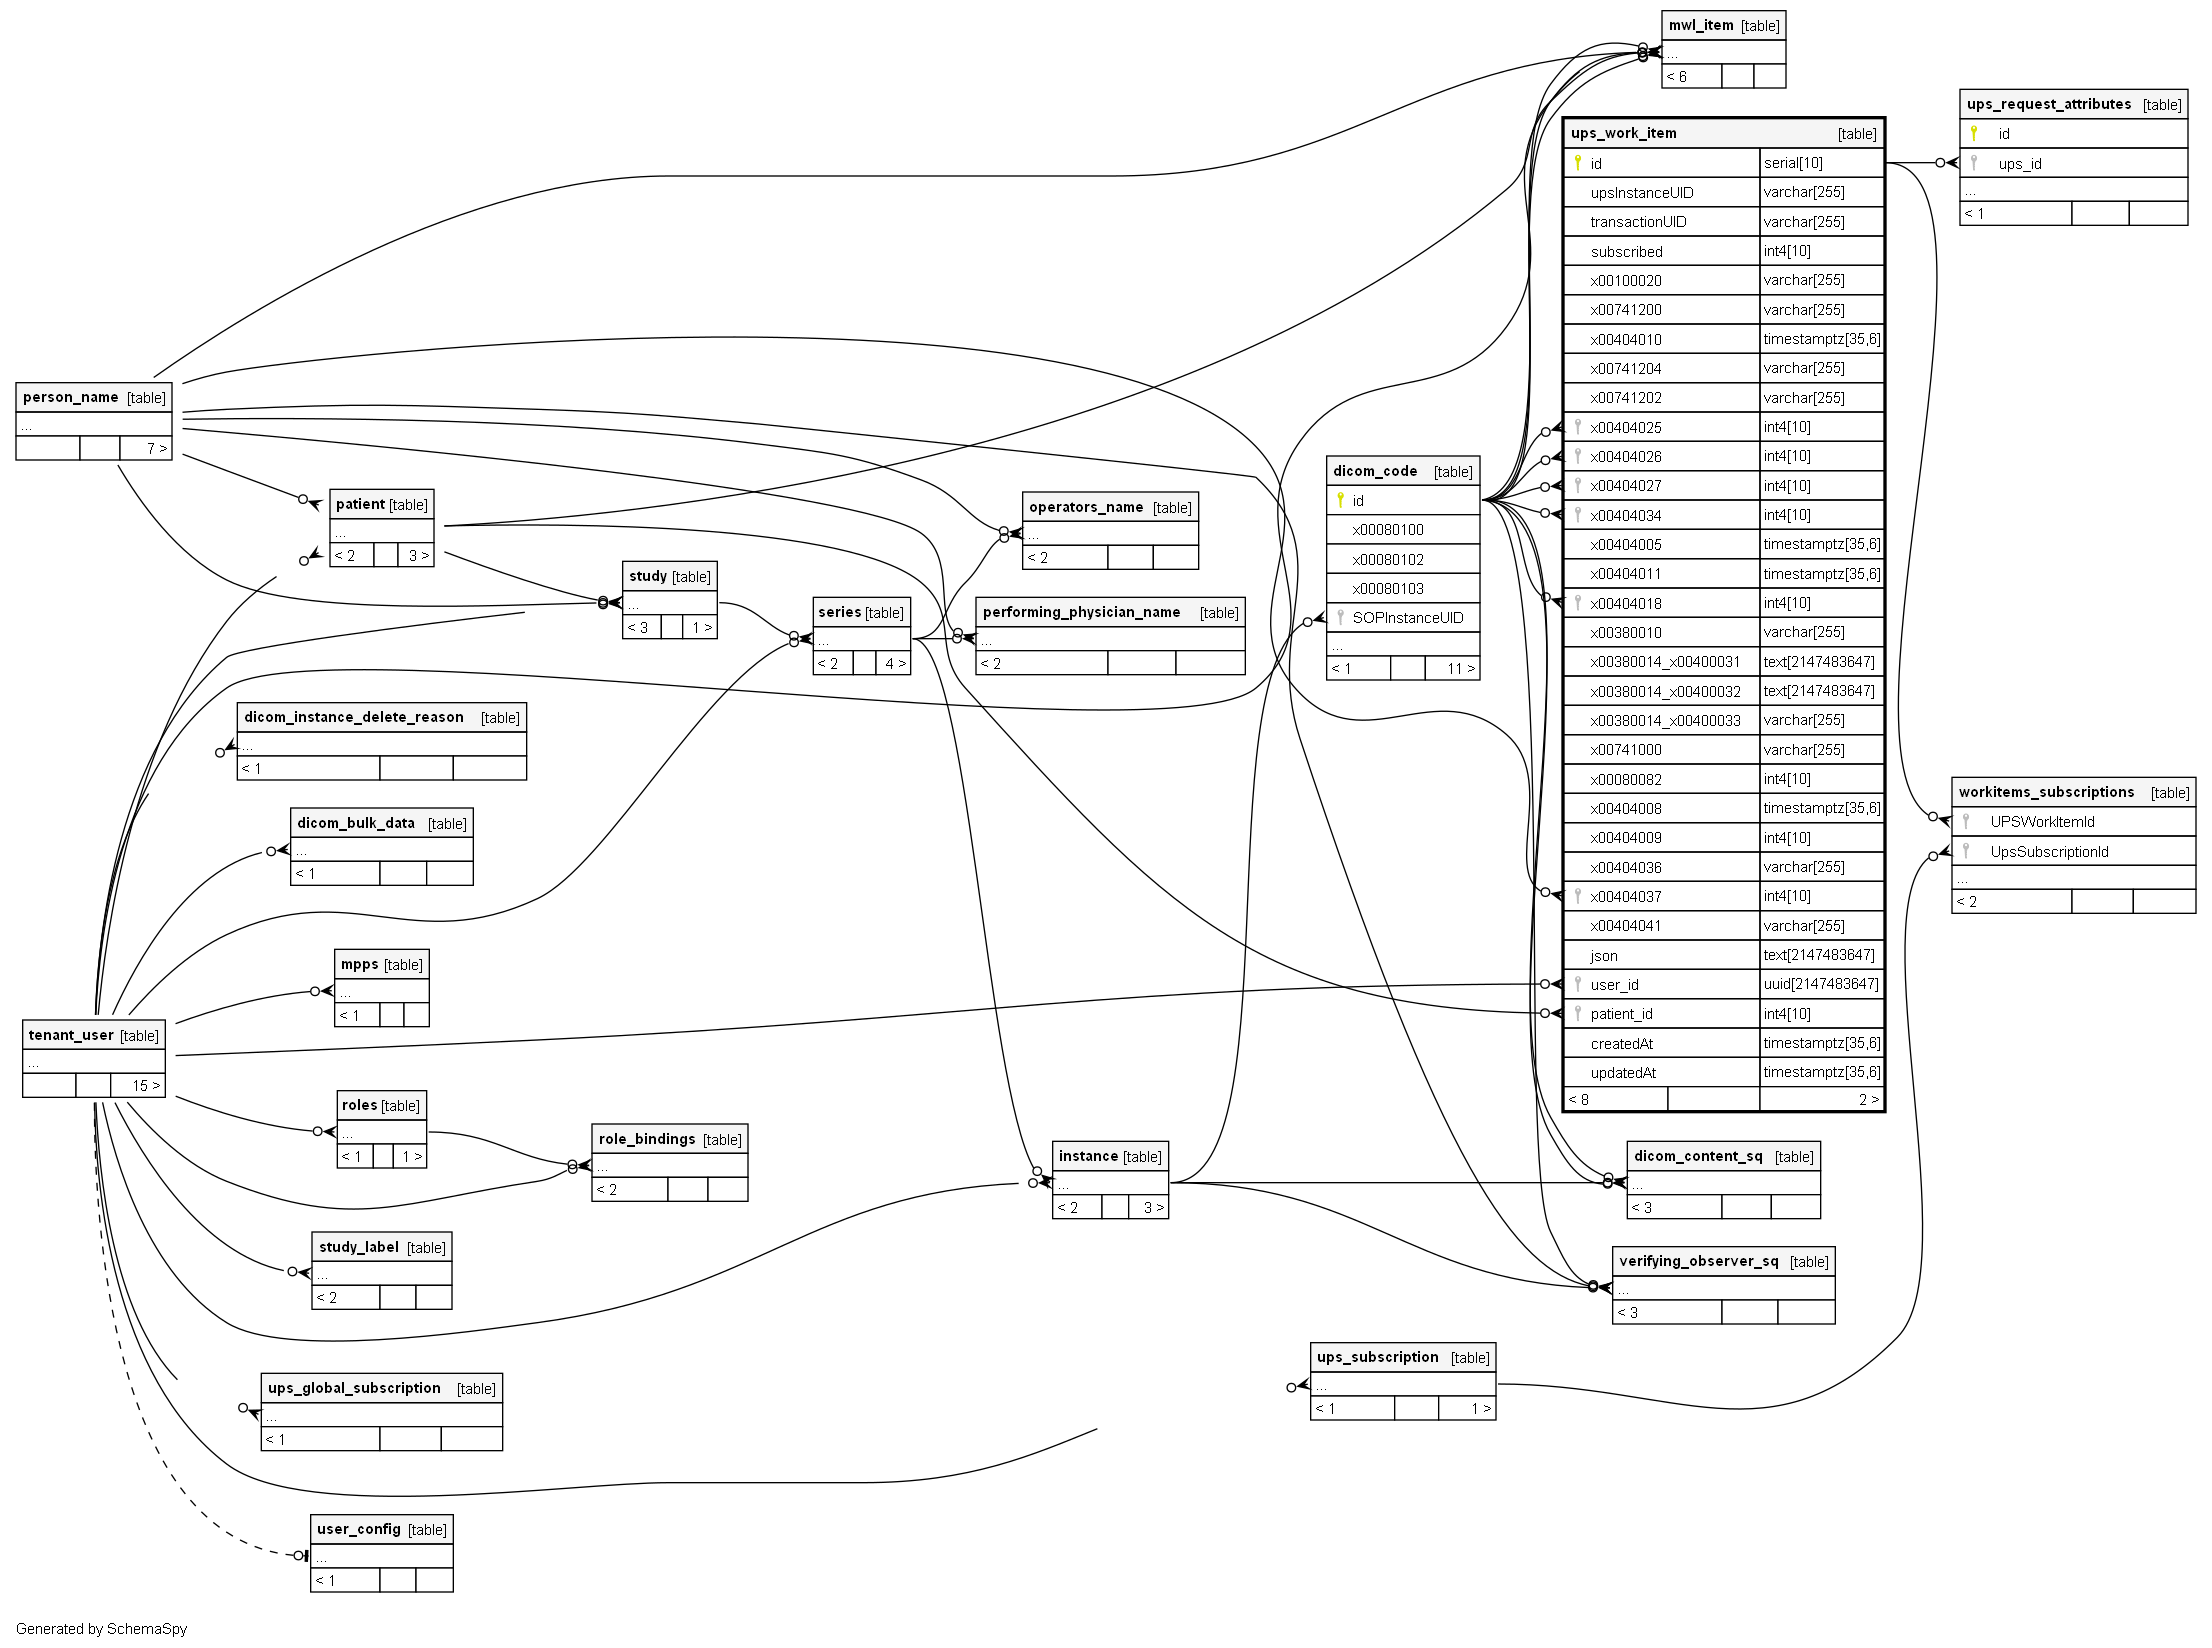 mwl_item [table]
...
< 6
ups_request_attributes [table]
id
ups_id
...
< 1
ups_work_item [table]
id serial[10]
upsInstanceUID varchar[255]
transactionUID varchar[255]
subscribed int4[10]
x00100020 varchar[255]
x00741200 varchar[255]
x00404010 timestamptz[35,6]
x00741204 varchar[255]
x00741202 varchar[255]
x00404025 int4[10]
x00404026 int4[10]
x00404027 int4[10]
x00404034 int4[10]
x00404005 timestamptz[35,6]
x00404011 timestamptz[35,6]
x00404018 int4[10]
x00380010 varchar[255]
x00380014_x00400031 text[2147483647]
x00380014_x00400032 text[2147483647]
x00380014_x00400033 varchar[255]
x00741000 varchar[255]
x00080082 int4[10]
x00404008 timestamptz[35,6]
x00404009 int4[10]
x00404036 varchar[255]
x00404037 int4[10]
x00404041 varchar[255]
json text[2147483647]
user_id uuid[2147483647]
patient_id int4[10]
createdAt timestamptz[35,6]
updatedAt timestamptz[35,6]
< 8 2 >
person_name [table]
...
7 >
patient [table]
...
< 2 3 >
study [table]
...
< 3 1 >
series [table]
...
< 2 4 >
operators_name [table]
...
< 2
performing_physician_name [table]
...
< 2
dicom_code [table]
id
x00080100
x00080102
x00080103
SOPInstanceUID
...
< 1 11 >
dicom_instance_delete_reason [table]
...
< 1
dicom_bulk_data [table]
...
< 1
workitems_subscriptions [table]
UPSWorkItemId
UpsSubscriptionId
...
< 2
mpps [table]
...
< 1
tenant_user [table]
...
15 >
roles [table]
...
< 1 1 >
role_bindings [table]
...
< 2
instance [table]
...
< 2 3 >
dicom_content_sq [table]
...
< 3
study_label [table]
...
< 2
verifying_observer_sq [table]
...
< 3
ups_subscription [table]
...
< 1 1 >
ups_global_subscription [table]
...
< 1
user_config [table]
...
< 1
Generated by SchemaSpy